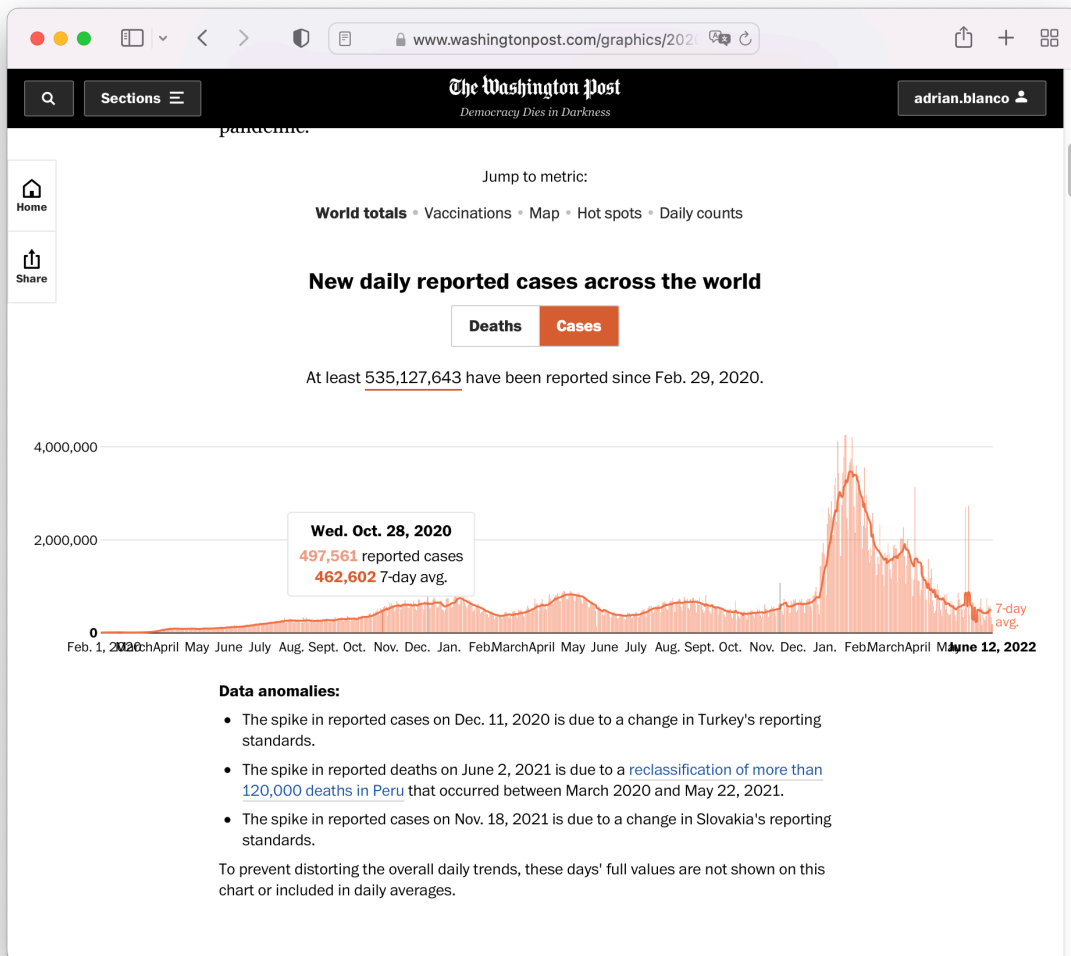 www.washingtonpost.com/graphics/202
Sections
The Washington Post
Democracy Dies in Darkness
adrian.blanco
pandemic.
Home
Share
Jump to metric:
World totals • Vaccinations • Map • Hot spots • Daily counts
New daily reported cases across the world
Deaths Cases
At least 535,127,643 have been reported since Feb. 29, 2020.
4,000,000
2,000,000
0
Wed. Oct. 28, 2020
497,561 reported cases
462,602 7-day avg.
7-day
avg.
Feb. 1, 2020 March April May June July Aug. Sept. Oct. Nov. Dec. Jan. Feb. March April May June July Aug. Sept. Oct. Nov. Dec. Jan. Feb. March April May June 12, 2022
Data anomalies:
• The spike in reported cases on Dec. 11, 2020 is due to a change in Turkey's reporting
standards.
• The spike in reported deaths on June 2, 2021 is due to a reclassification of more than
120,000 deaths in Peru that occurred between March 2020 and May 22, 2021.
• The spike in reported cases on Nov. 18, 2021 is due to a change in Slovakia's reporting
standards.
To prevent distorting the overall daily trends, these days' full values are not shown on this
chart or included in daily averages.